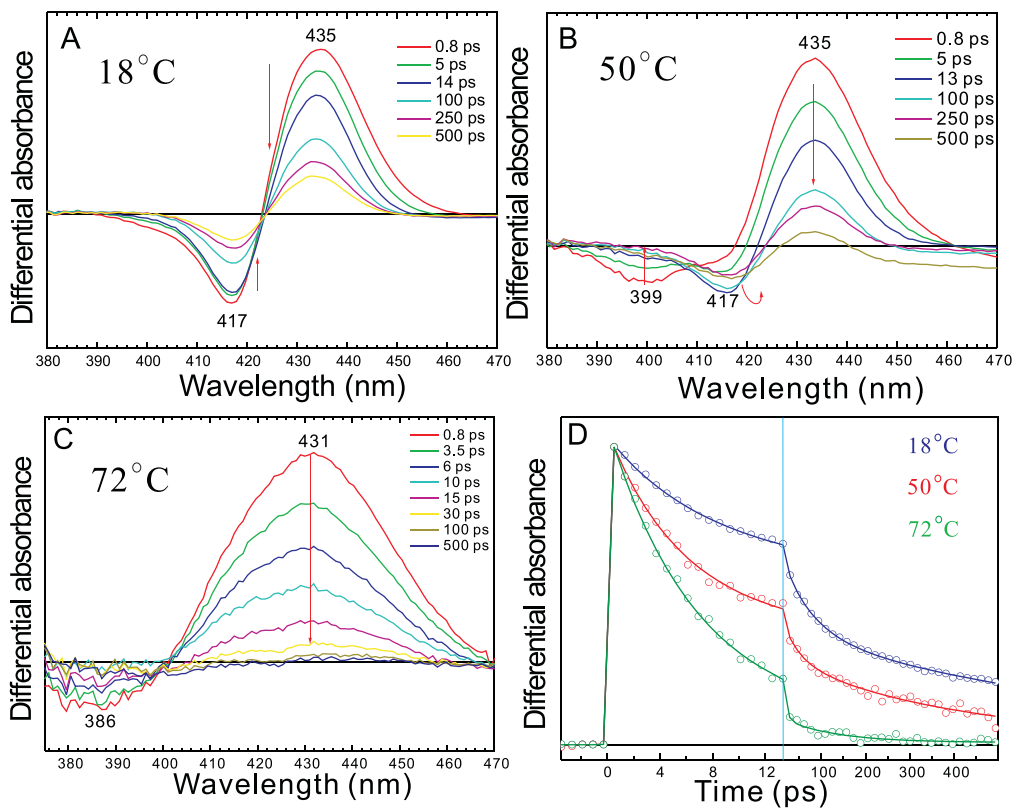 A
18°C
435
0.8 ps
5 ps
14 ps
100 ps
250 ps
500 ps
417
Differential absorbance
380 390 400 410 420 430 440 450 460 470
Wavelength (nm)
B
50°C
435
0.8 ps
5 ps
13 ps
100 ps
250 ps
500 ps
399
417
Differential absorbance
380 390 400 410 420 430 440 450 460 470
Wavelength (nm)
C
72°C
431
0.8 ps
3.5 ps
6 ps
10 ps
15 ps
30 ps
100 ps
500 ps
386
Differential absorbance
380 390 400 410 420 430 440 450 460 470
Wavelength (nm)
D
18°C
50°C
72°C
Differential absorbance
0 4 8 12 100 200 300 400
Time (ps)